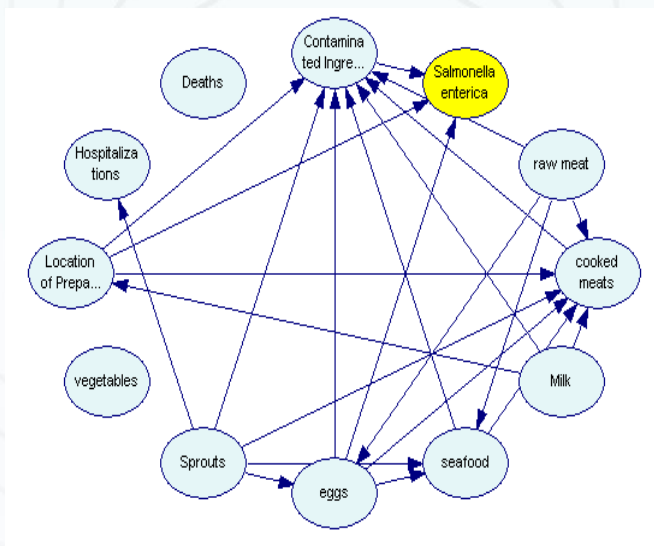 Contamina
ted Ingre...
Salmonella
enterica
Deaths
Hospitaliza
tions
raw meat
Location
of Prepa...
cooked
meats
vegetables
Milk
Sprouts
eggs
seafood